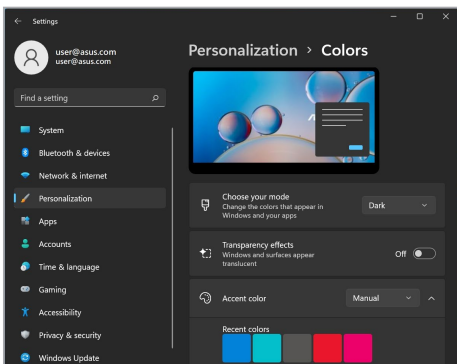 Settings
user@asus.com
user@asus.com
Find a setting
System
Bluetooth & devices
Network & internet
Personalization
Apps
Accounts
Time & language
Gaming
Accessibility
Privacy & security
Windows Update
Personalization > Colors
Choose your mode
Change the colors that appear in
Windows and your apps
Dark
Transparency effects
Windows and surfaces appear
translucent
Off
Accent color
Manual
Recent colors